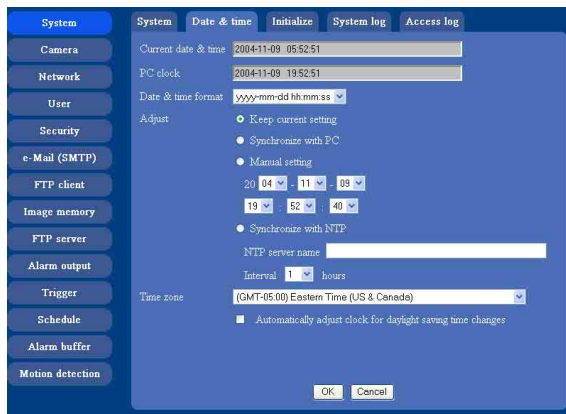 System
Camera
Network
User
Security
e-Mail (SMTP)
FTP client
Image memory
FTP server
Alarm output
Trigger
Schedule
Alarm buffer
Motion detection
System Date & time Initialize System log Access log
Current date & time 2004-11-09 05:52:51
PC clock 2004-11-09 19:52:51
Date & time format yyyy-mm-dd hh:mm:ss
Adjust Keep current setting
Synchronize with PC
Manual setting
20 04 - 11 - 09
19 : 52 : 40
Synchronize with NTP
NTP server name
Interval 1 hours
Time zone (GMT-05:00) Eastern Time (US & Canada)
Automatically adjust clock for daylight saving time changes
OK Cancel